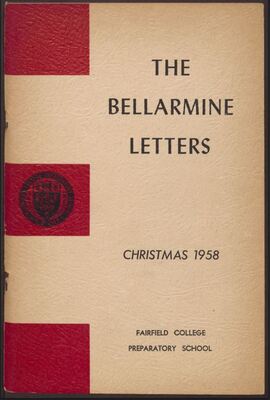 THE
BELLARMINE
LETTERS
CHRISTMAS 1958
FAIRFIELD COLLEGE
PREPARATORY SCHOOL